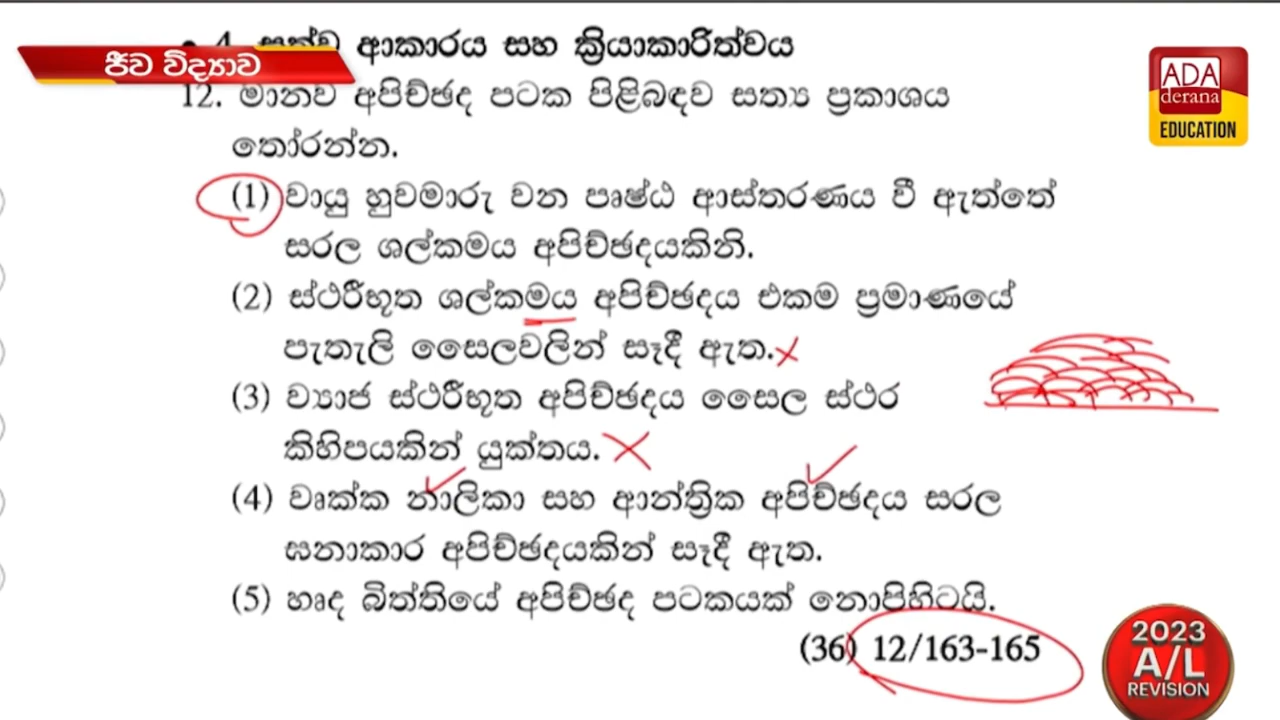 4. සත්ව ආකාරය සහ ක්‍රියාකාරිත්වය
ජීව විද්‍යාව
ADA
derana
EDUCATION
12. මානව අපිච්ඡද පටක පිළිබඳව සත්‍ය ප්‍රකාශය
තෝරන්න.
(1) වායු හුවමාරු වන පෘෂ්ඨ ආස්තරණය වී ඇත්තේ
සරල ශල්කමය අපිච්ඡදයකිනි.
(2) ස්ථරීභූත ශල්කමය අපිච්ඡදය එකම ප්‍රමාණයේ
පැතැලි සෛලවලින් සෑදී ඇත.
(3) ව්‍යාජ ස්ථරීභූත අපිච්ඡදය සෛල ස්ථර
කිහිපයකින් යුක්තය.
(4) වෘක්ක නාලිකා සහ ආන්ත්‍රික අපිච්ඡදය සරල
ඝනාකාර අපිච්ඡදයකින් සෑදී ඇත.
(5) හෘද බිත්තියේ අපිච්ඡද පටකයක් නොපිහිටයි.
(36) 12/163-165
2023
A/L
REVISION